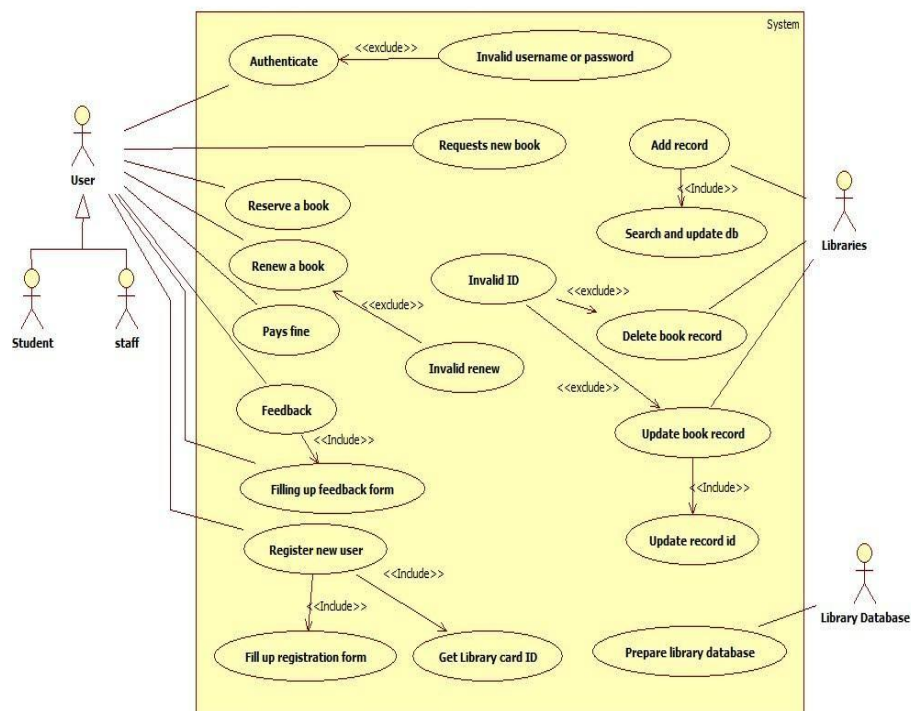 System
Authenticate
<<exclude>>
Invalid username or password
User
Requests new book
Add record
<<Include>>
Reserve a book
Search and update db
Libraries
Renew a book
Invalid ID
<<exclude>>
Student
staff
<<exclude>>
Pays fine
Delete book record
Invalid renew
<<exclude>>
Feedback
Update book record
<<Include>>
Filling up feedback form
<<Include>>
Register new user
Update record id
<<Include>>
<<Include>>
Library Database
Fill up registration form
Get Library card ID
Prepare library database